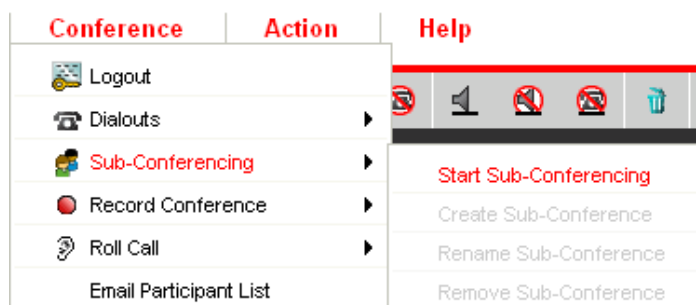 Conference Action Help
Logout
Dialouts
Sub-Conferencing
Record Conference
Roll Call
Email Participant List
Start Sub-Conferencing
Create Sub-Conference
Rename Sub-Conference
Remove Sub-Conference